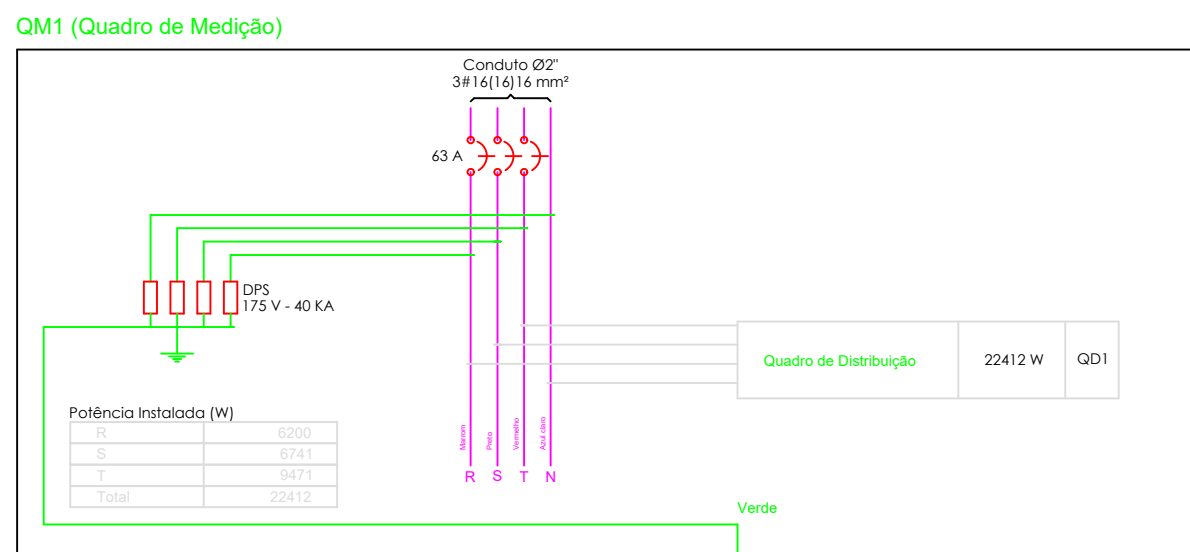 QM1 (Quadro de Medição)
Conduto Ø2"
3#16(16)16 mm²
63 A
DPS
175 V - 40 KA
Quadro de Distribuição 22412 W QD1
Potência Instalada (W)
R 6200
S 6741
T 9471
Total 22412
Marrom
Preto
Vermelho
Azul claro
R S T N
Verde